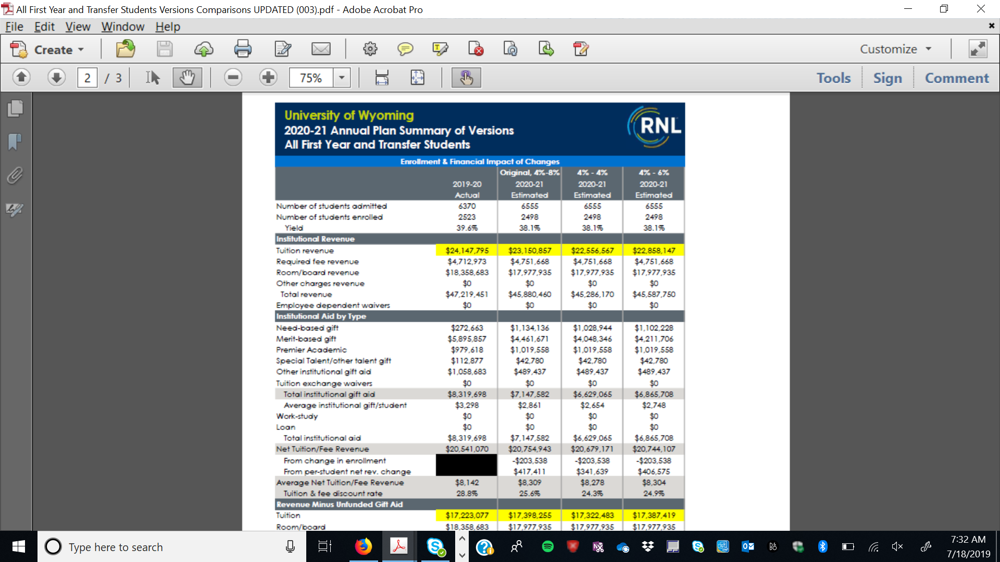 All First Year and Transfer Students Versions Comparisons UPDATED (003).pdf - Adobe Acrobat Pro
File Edit View Window Help
Create Customize
2 / 3 75% Tools Sign Comment
University of Wyoming
2020-21 Annual Plan Summary of Versions
All First Year and Transfer Students
RNL
Enrollment & Financial Impact of Changes
Original, 4%-8% 4% - 4% 4% - 6%
2019-20 2020-21 2020-21 2020-21
Actual Estimated Estimated Estimated
Number of students admitted 6370 6555 6555 6555
Number of students enrolled 2523 2498 2498 2498
Yield 39.6% 38.1% 38.1% 38.1%
Institutional Revenue
Tuition revenue $24,147,795 $23,150,857 $22,556,567 $22,858,147
Required fee revenue $4,712,973 $4,751,668 $4,751,668 $4,751,668
Room/board revenue $18,358,683 $17,977,935 $17,977,935 $17,977,935
Other charges revenue $0 $0 $0 $0
Total revenue $47,219,451 $45,880,460 $45,286,170 $45,587,750
Employee dependent waivers $0 $0 $0 $0
Institutional Aid by Type
Need-based gift $272,663 $1,134,136 $1,028,944 $1,102,228
Merit-based gift $5,895,857 $4,461,671 $4,048,346 $4,211,706
Premier Academic $979,618 $1,019,558 $1,019,558 $1,019,558
Special Talent/other talent gift $112,877 $42,780 $42,780 $42,780
Other institutional gift aid $1,058,683 $489,437 $489,437 $489,437
Tuition exchange waivers $0 $0 $0 $0
Total institutional gift aid $8,319,698 $7,147,582 $6,629,065 $6,865,708
Average institutional gift/student $3,298 $2,861 $2,654 $2,748
Work-study $0 $0 $0 $0
Loan $0 $0 $0 $0
Total institutional aid $8,319,698 $7,147,582 $6,629,065 $6,865,708
Net Tuition/Fee Revenue $20,541,070 $20,754,943 $20,679,171 $20,744,107
From change in enrollment -$203,538 -$203,538 -$203,538
From per-student net rev. change $417,411 $341,639 $406,575
Average Net Tuition/Fee Revenue $8,142 $8,309 $8,278 $8,304
Tuition & fee discount rate 28.8% 25.6% 24.3% 24.9%
Revenue Minus Unfunded Gift Aid
Tuition $17,223,077 $17,398,255 $17,322,483 $17,387,419
Room/board $18,358,683 $17,977,935 $17,977,935 $17,977,935
Type here to search
7:32 AM
7/18/2019